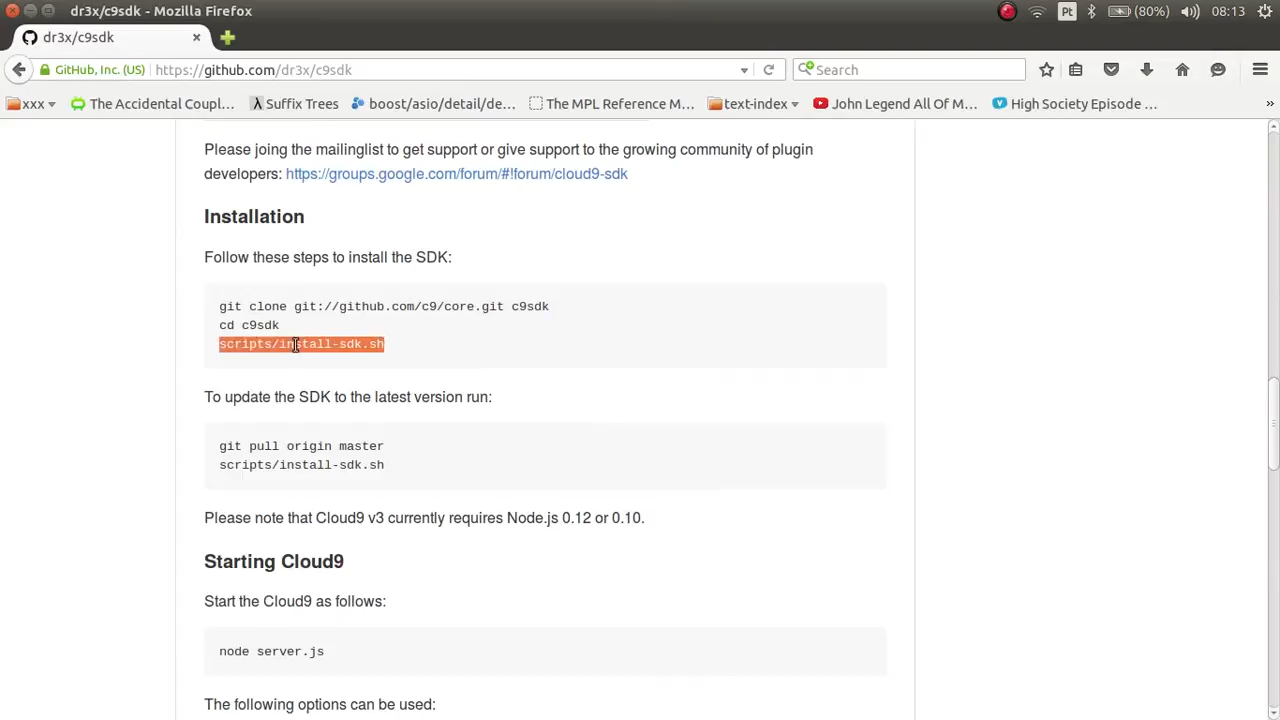 dr3x/c9sdk - Mozilla Firefox
Pt
(80%)
08:13
dr3x/c9sdk
GitHub, Inc. (US)
https://github.com/dr3x/c9sdk
Search
xxx
The Accidental Coupl...
λ Suffix Trees
boost/asio/detail/de...
The MPL Reference M...
text-index
John Legend All Of M...
High Society Episode ...
»
Please joing the mailinglist to get support or give support to the growing community of plugin
developers: https://groups.google.com/forum/#!forum/cloud9-sdk
Installation
Follow these steps to install the SDK:
git clone git://github.com/c9/core.git c9sdk
cd c9sdk
scripts/install-sdk.sh
To update the SDK to the latest version run:
git pull origin master
scripts/install-sdk.sh
Please note that Cloud9 v3 currently requires Node.js 0.12 or 0.10.
Starting Cloud9
Start the Cloud9 as follows:
node server.js
The following options can be used: